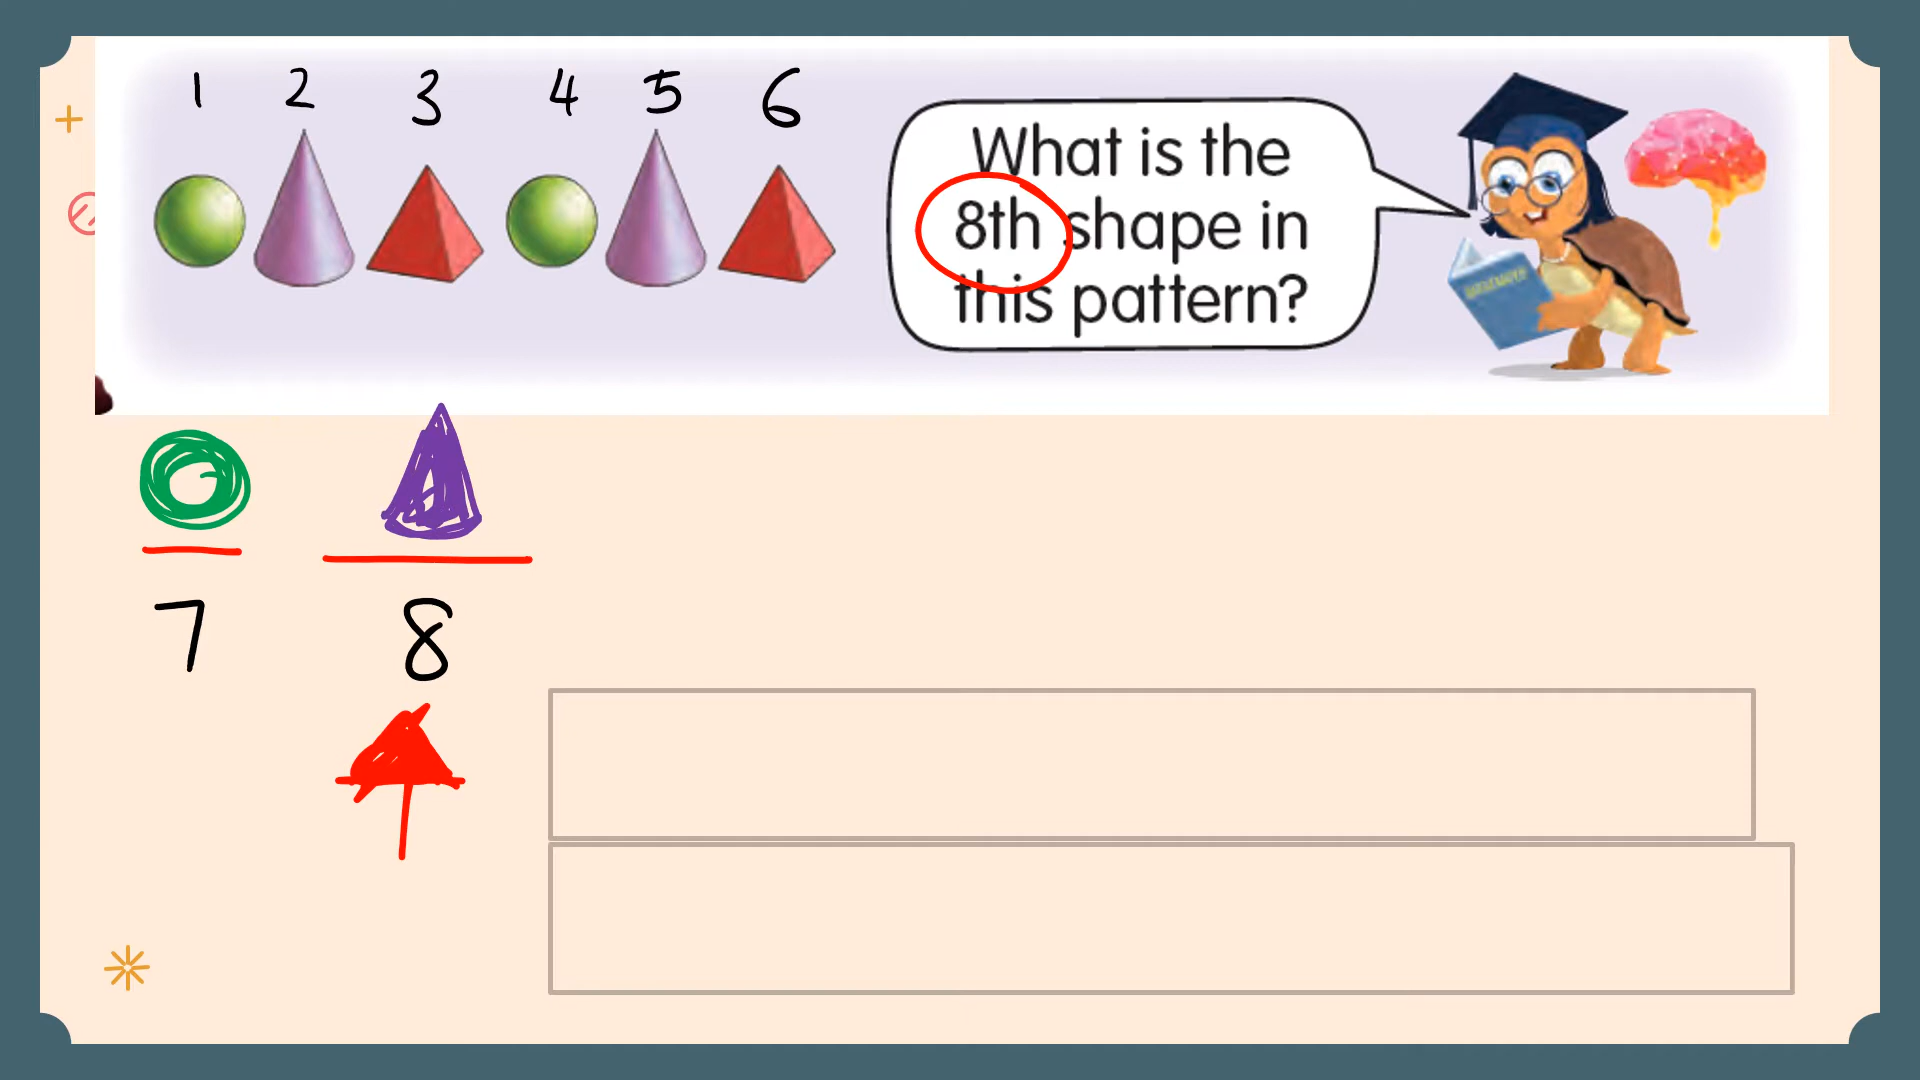 1 2 3 4 5 6
What is the
8th shape in
this pattern?
7 8